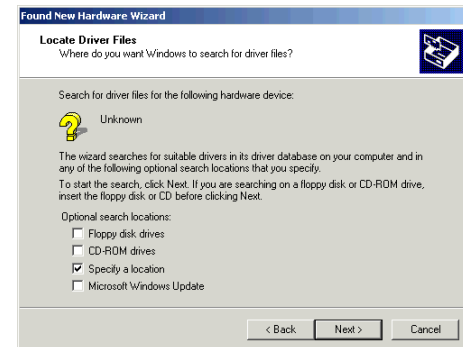 Found New Hardware Wizard
Locate Driver Files
Where do you want Windows to search for driver files?
Search for driver files for the following hardware device:
Unknown
The wizard searches for suitable drivers in its driver database on your computer and in
any of the following optional search locations that you specify.
To start the search, click Next. If you are searching on a floppy disk or CD-ROM drive,
insert the floppy disk or CD before clicking Next.
Optional search locations:
Floppy disk drives
CD-ROM drives
Specify a location
Microsoft Windows Update
< Back Next > Cancel